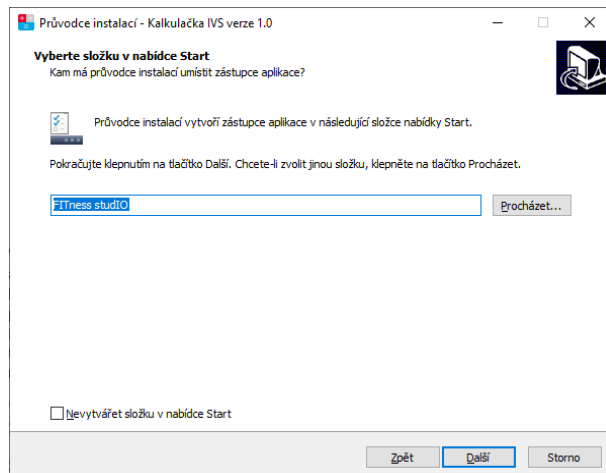 Průvodce instalací - Kalkulačka IVS verze 1.0
Vyberte složku v nabídce Start
Kam má průvodce instalací umístit zástupce aplikace?
Průvodce instalací vytvoří zástupce aplikace v následující složce nabídky Start.
Pokračujte klepnutím na tlačítko Další. Chcete-li zvolit jinou složku, klepněte na tlačítko Procházet.
FITness studIO
Procházet...
Nevytvářet složku v nabídce Start
Zpět
Další
Storno